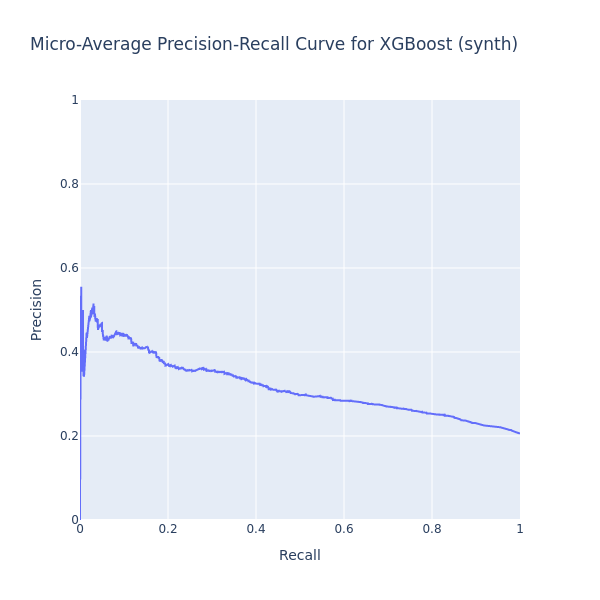 Micro-Average Precision-Recall Curve for XGBoost (synth)
1
0.8
0.6
0.4
0.2
0
Precision
0 0.2 0.4 0.6 0.8 1
Recall